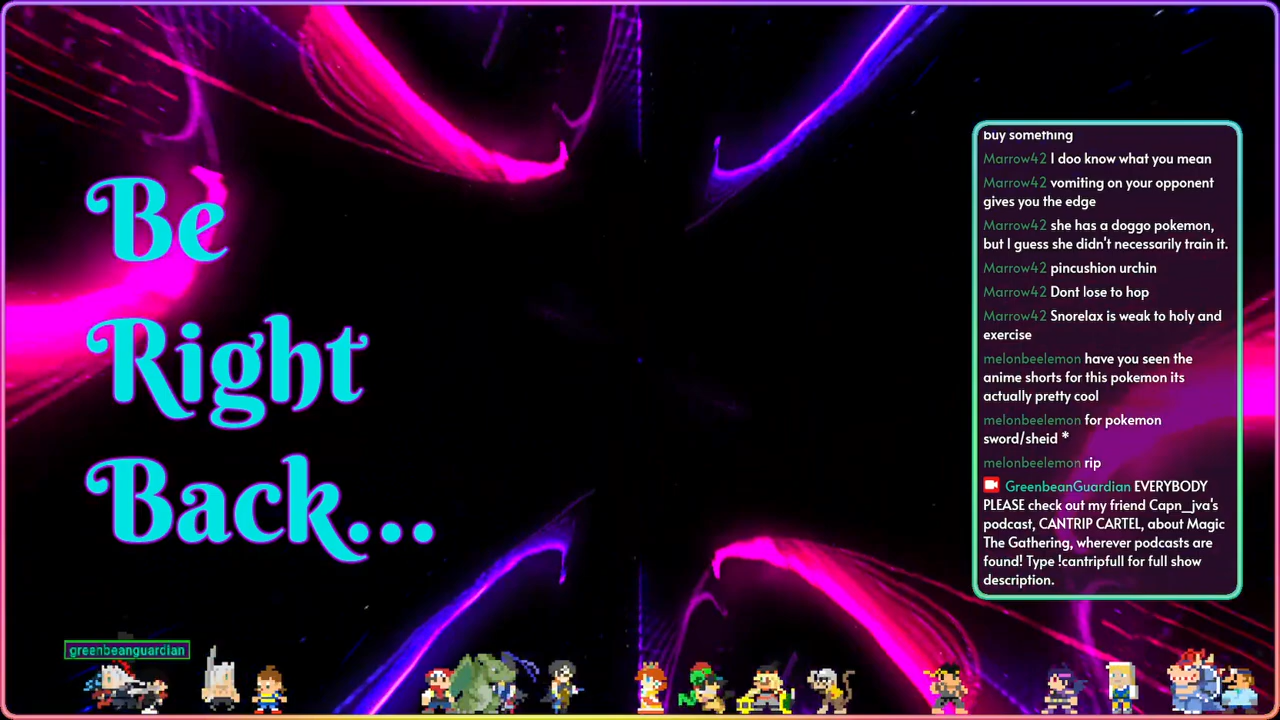 Be
Right
Back...
buy something
Marrow42 I doo know what you mean
Marrow42 vomiting on your opponent
gives you the edge
Marrow42 she has a doggo pokemon,
but I guess she didn't necessarily train it.
Marrow42 pincushion urchin
Marrow42 Dont lose to hop
Marrow42 Snorelax is weak to holy and
exercise
melonbeelemon have you seen the
anime shorts for this pokemon its
actually pretty cool
melonbeelemon for pokemon
sword/sheid *
melonbeelemon rip
GreenbeanGuardian EVERYBODY
PLEASE check out my friend Capn_jva's
podcast, CANTRIP CARTEL, about Magic
The Gathering, wherever podcasts are
found! Type !cantripfull for full show
description.
greenbeanguardian